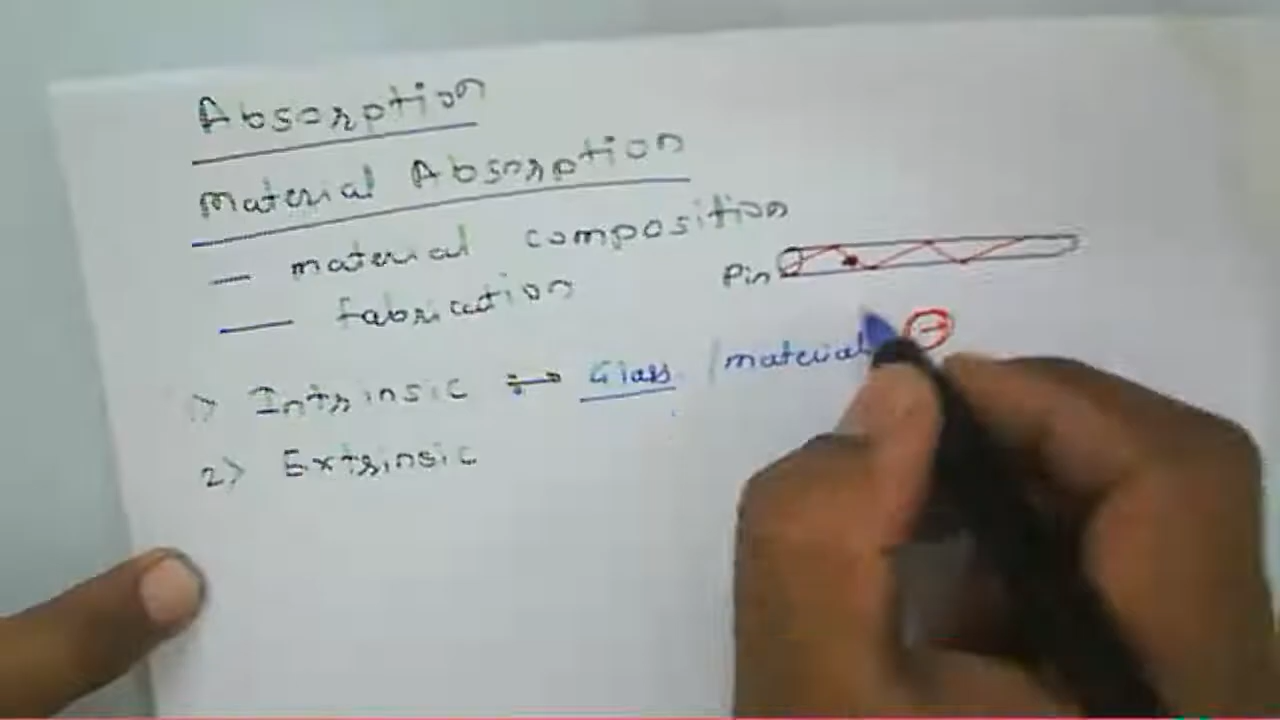 Absorption
Material Absorption
— material composition
— fabrication
Pin
1) Intrinsic Glass / material
2) Extrinsic